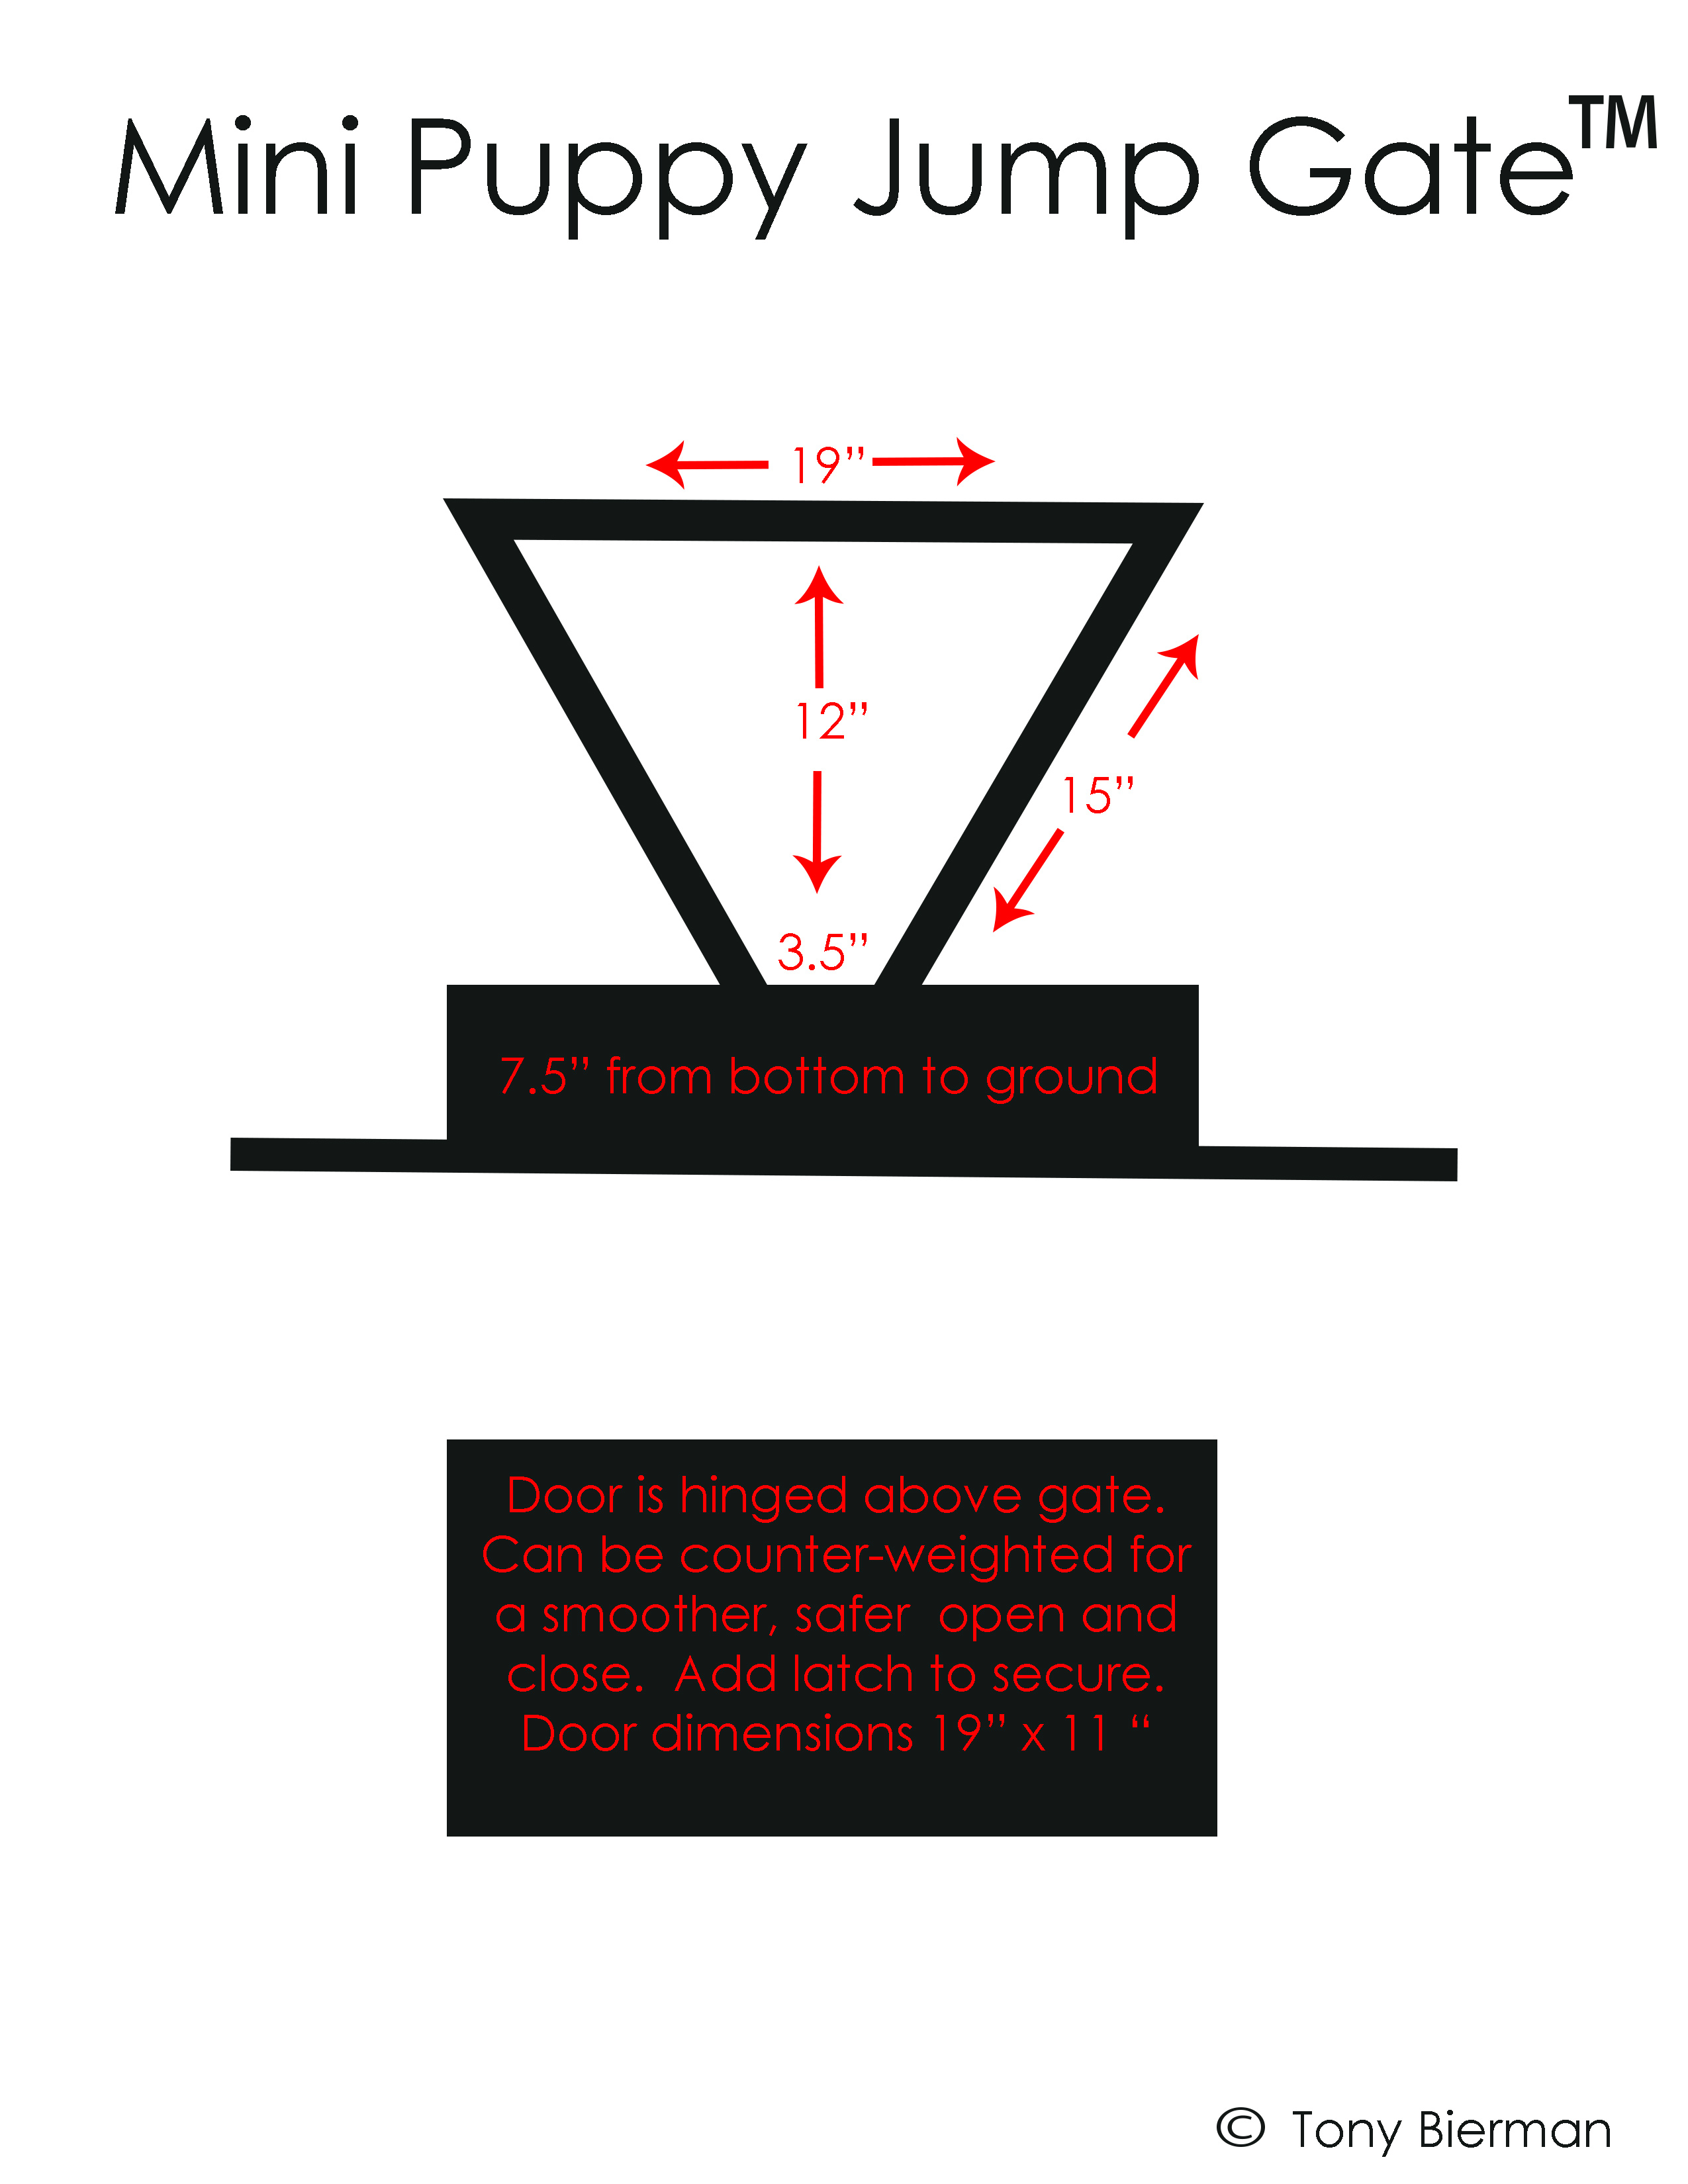 Mini Puppy Jump Gate™
19”
12”
15”
3.5”
7.5” from bottom to ground
Door is hinged above gate.
Can be counter-weighted for
a smoother, safer  open and
close.  Add latch to secure.
Door dimensions 19” x 11 “
© Tony Bierman